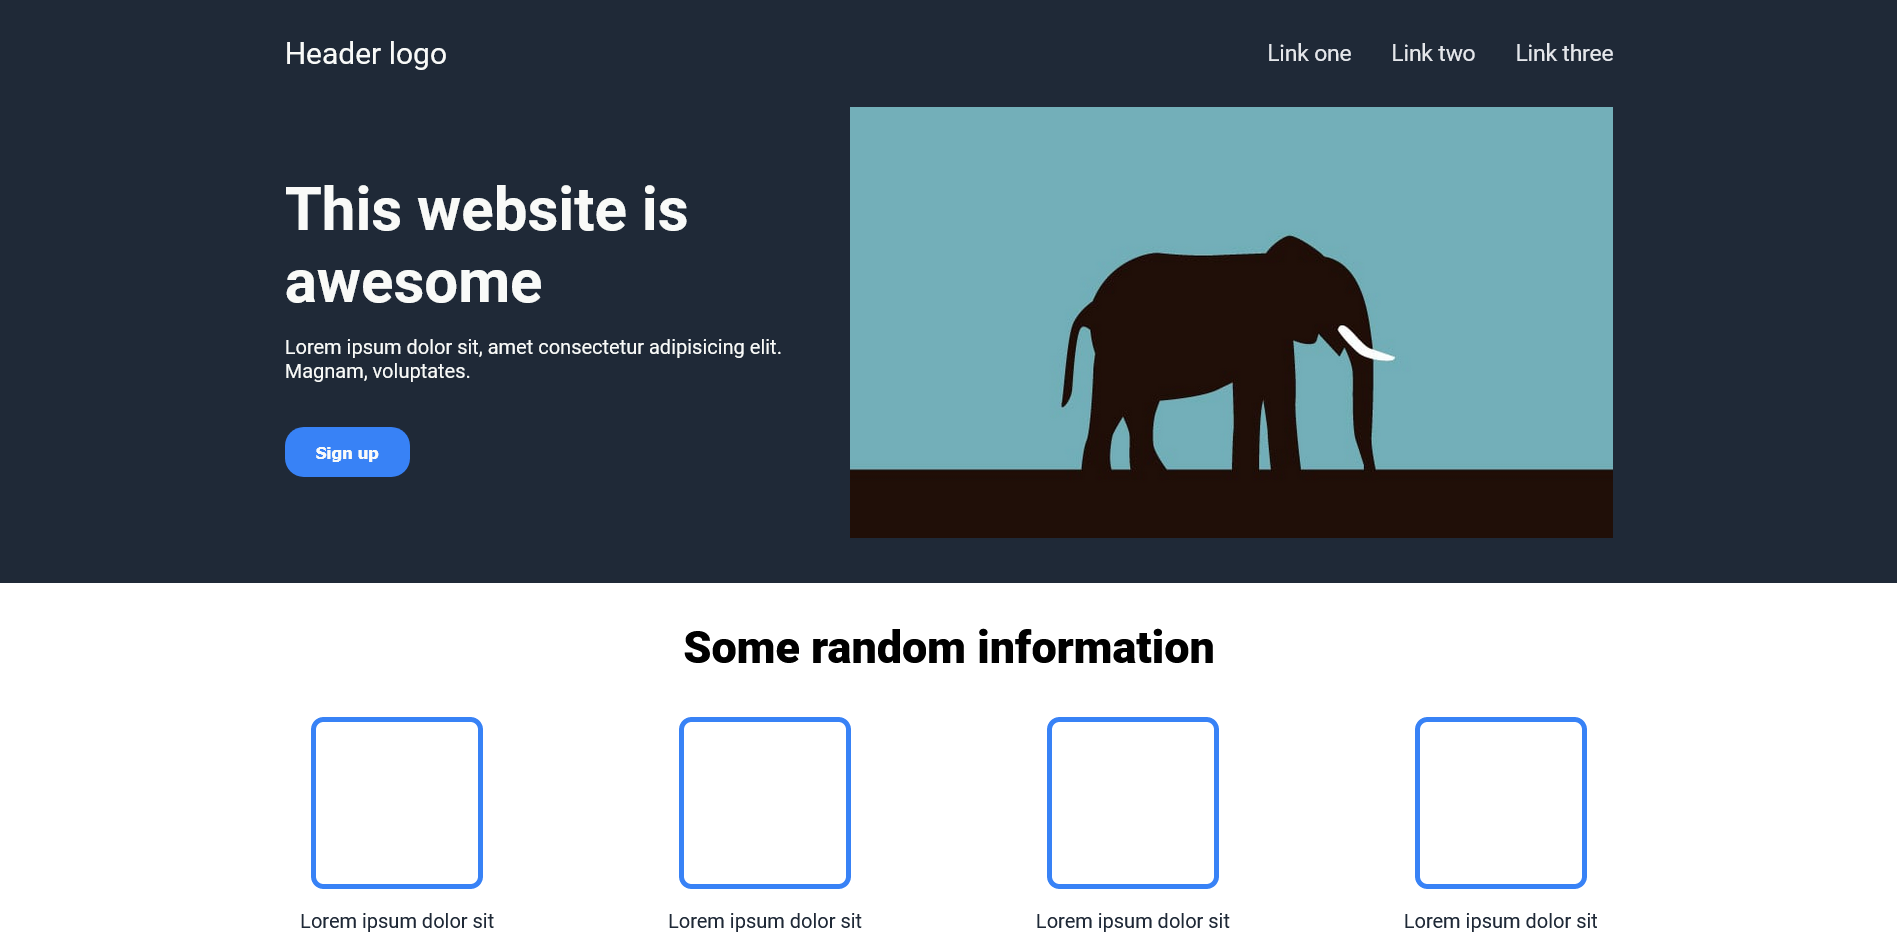 Header logo
Link one
Link two
Link three
This website is
awesome
Lorem ipsum dolor sit, amet consectetur adipisicing elit.
Magnam, voluptates.
Sign up
Some random information
Lorem ipsum dolor sit
Lorem ipsum dolor sit
Lorem ipsum dolor sit
Lorem ipsum dolor sit